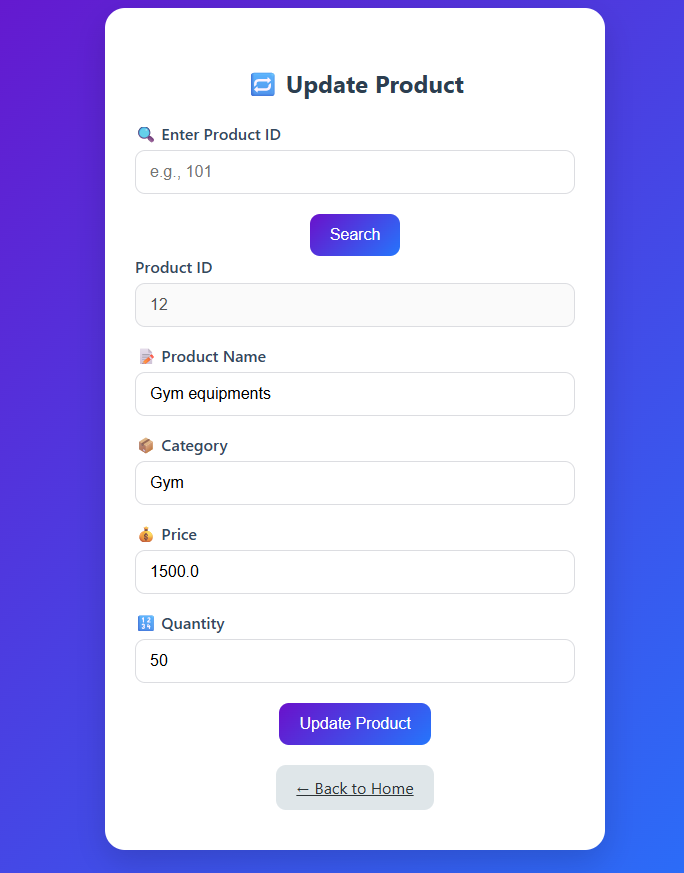 Update Product
Enter Product ID
e.g., 101
Search
Product ID
12
Product Name
Gym equipments
Category
Gym
Price
1500.0
Quantity
50
Update Product
← Back to Home